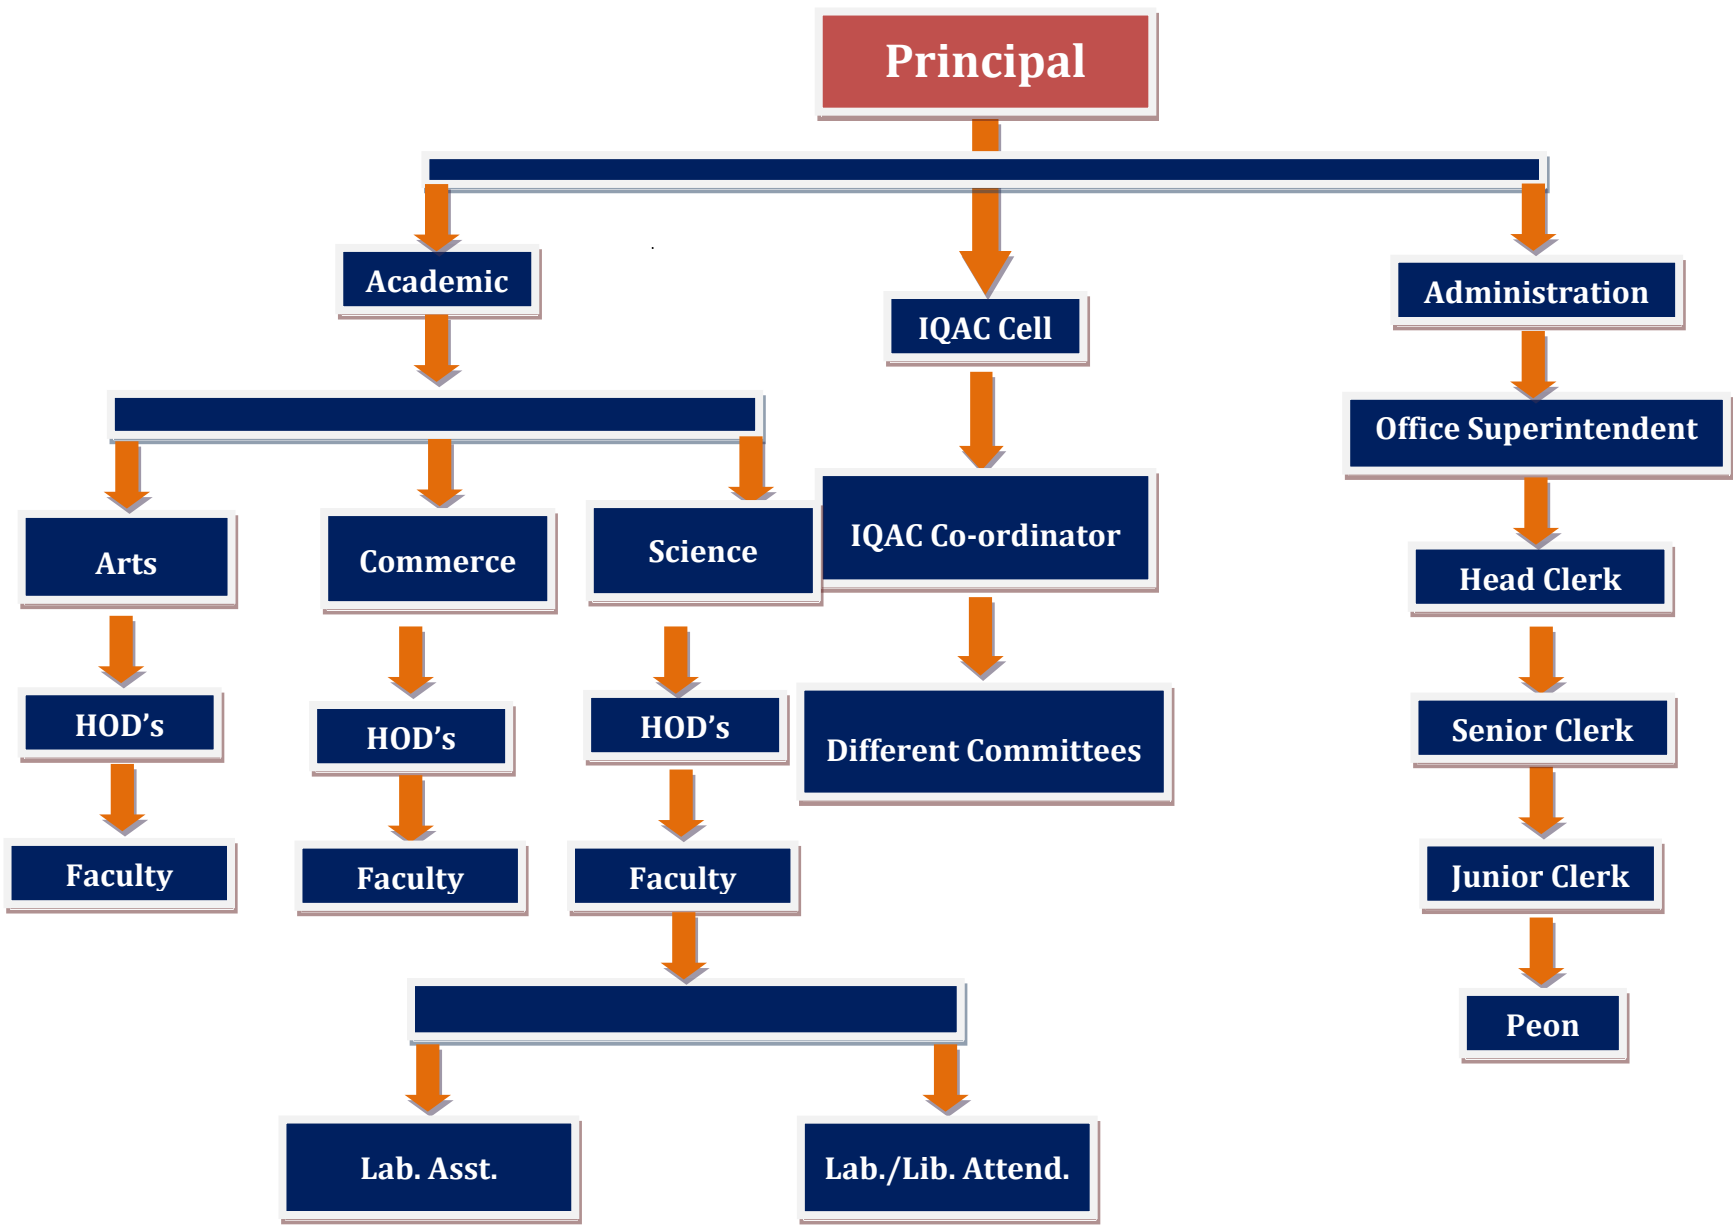 Principal
Academic
IQAC Cell
Administration
Office Superintendent
Arts
Commerce
Science
IQAC Co-ordinator
Head Clerk
HOD’s
HOD’s
HOD’s
Different Committees
Senior Clerk
Faculty
Faculty
Faculty
Junior Clerk
Peon
Lab. Asst.
Lab./Lib. Attend.